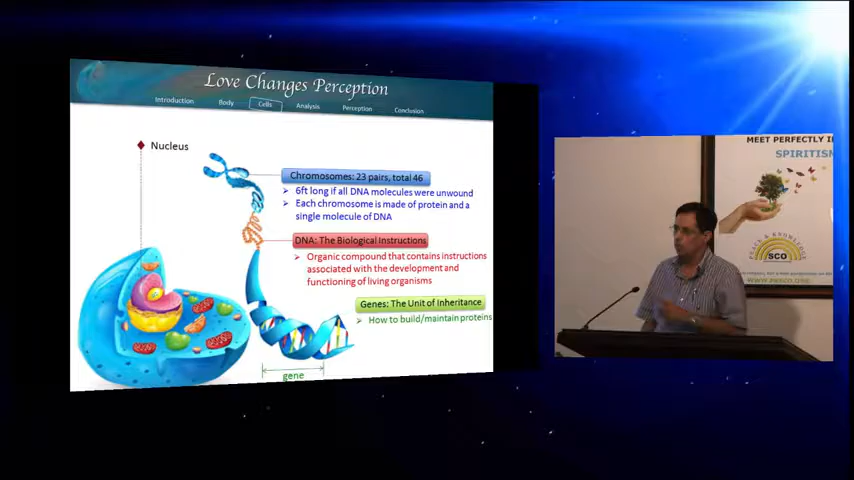 Love Changes Perception
Introduction Body Cells Analysis Perception Conclusion
Nucleus
Chromosomes: 23 pairs, total 46
6ft long if all DNA molecules were unwound
Each chromosome is made of protein and a
single molecule of DNA
DNA: The Biological Instructions
Organic compound that contains instructions
associated with the development and
functioning of living organisms
Genes: The Unit of Inheritance
How to build/maintain proteins
gene
MEET PERFECTLY I
SPIRITISM
PEACE & KNOWLEDGE
SCO